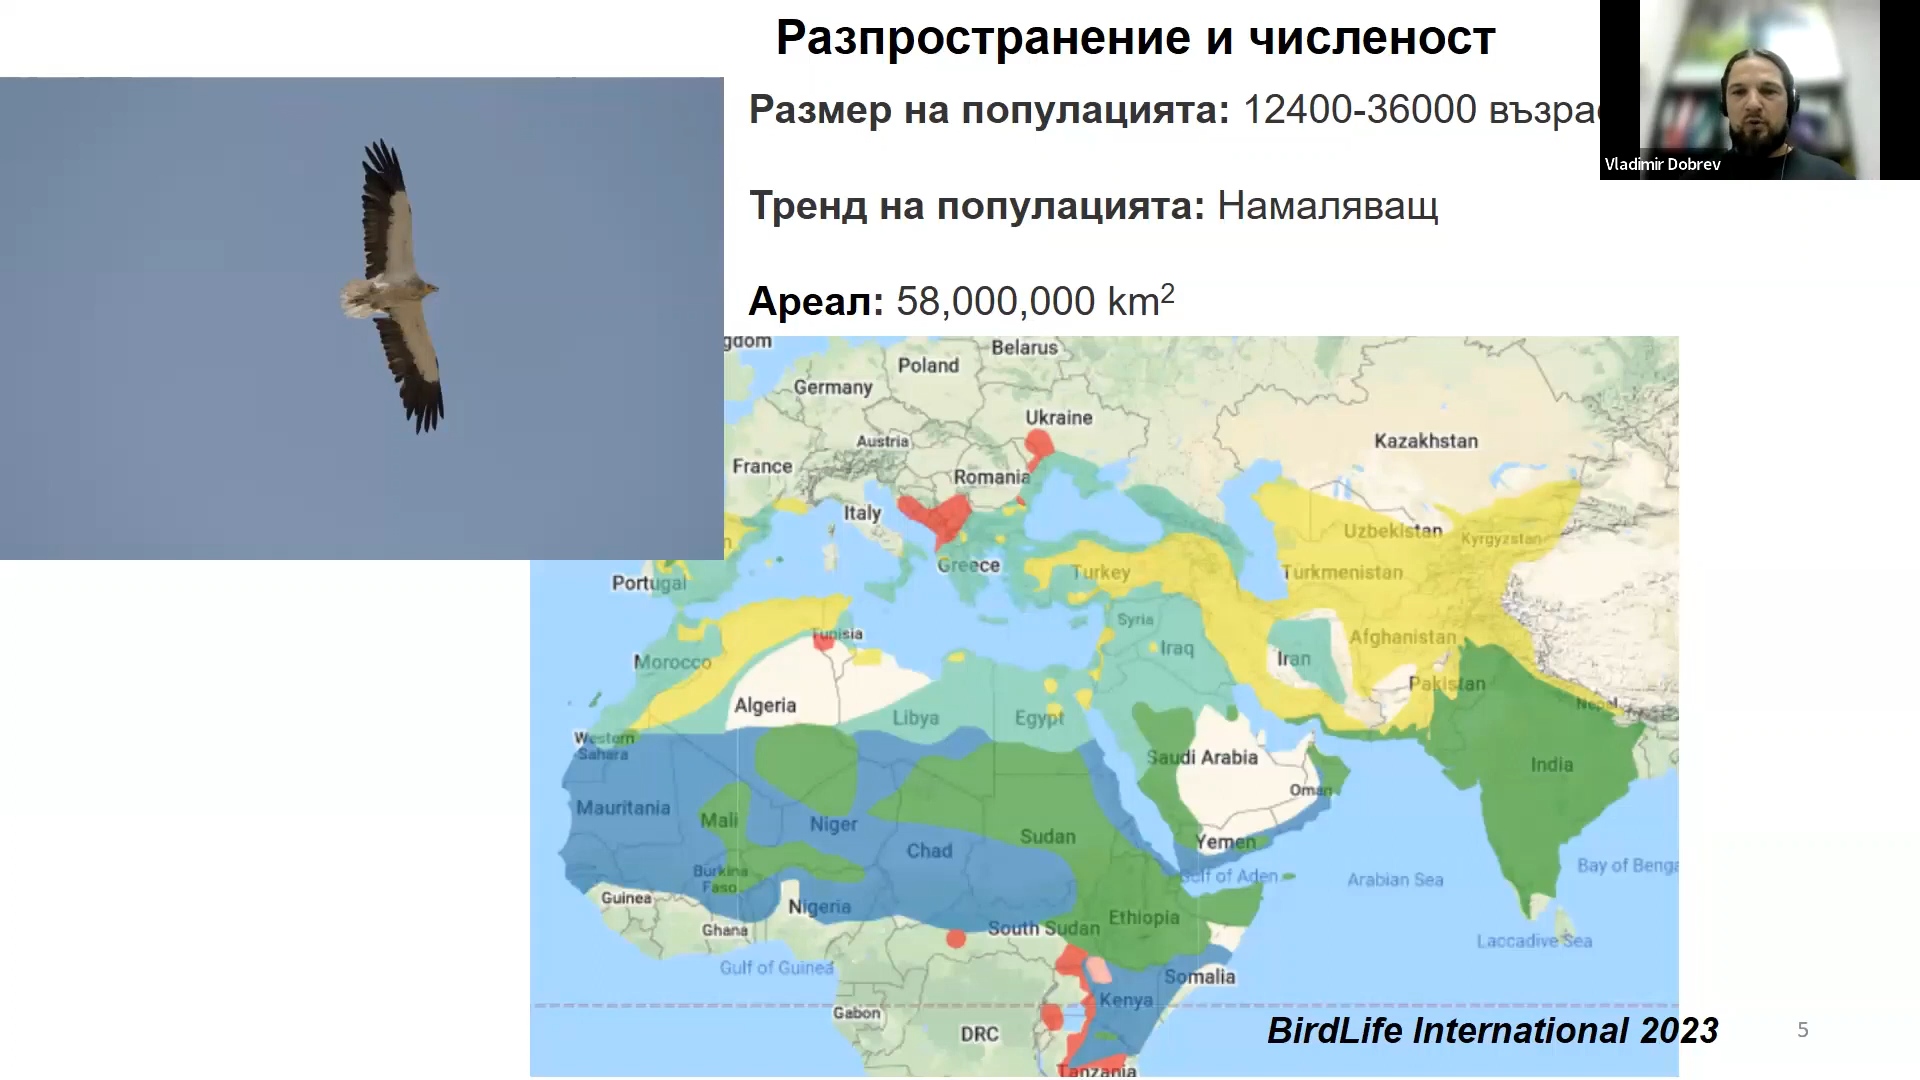 Разпространение и численост
Размер на популацията: 12400-36000 възрас
Vladimir Dobrev
Тренд на популацията: Намаляващ
Ареал: 58,000,000 km²
gdom
Belarus
Poland
Germany
Ukraine
Austria
Kazakhstan
France
Romania
Italy
Uzbekistan
Kyrgyzstan
n
Greece
Turkey
Turkmenistan
Portugal
Syria
Tunisia
Afghanistan
Iraq
Iran
Morocco
Pakistan
Algeria
Nepal
Libya
Egypt
Western
Sahara
Saudi Arabia
India
Oman
Mauritania
Mali
Niger
Sudan
Yemen
Chad
Bay of Benga
Burkina
Faso
Gulf of Aden
Arabian Sea
Guinea
Nigeria
Ethiopia
Ghana
South Sudan
Laccadive Sea
Gulf of Guinea
Somalia
Kenya
Gabon
DRC
BirdLife International 2023
5
Tanzania